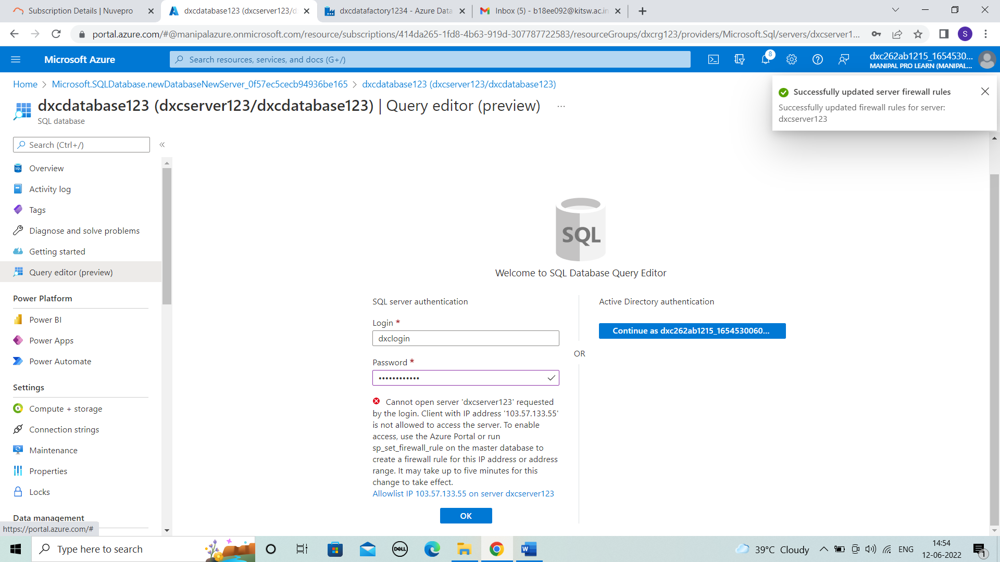 Subscription Details | Nuvepro
dxcdatabase123 (dxcserver123/d
dxcdatafactory1234 - Azure Data
Inbox (5) - b18ee092@kitsw.ac.in
portal.azure.com/#@manipalazure.onmicrosoft.com/resource/subscriptions/414da265-1fd8-4b63-919d-307787722583/resourceGroups/dxcrg123/providers/Microsoft.Sql/servers/dxcserver1...
S
Microsoft Azure
Search resources, services, and docs (G+/)
8
dxc262ab1215_1654530...
MANIPAL PRO LEARN (MANIPAL...
Home > Microsoft.SQLDatabase.newDatabaseNewServer_0f57ec5cecb94936be165 > dxcdatabase123 (dxcserver123/dxcdatabase123)
dxcdatabase123 (dxcserver123/dxcdatabase123) | Query editor (preview) ...
SQL database
Successfully updated server firewall rules
Successfully updated firewall rules for server:
dxcserver123
Search (Ctrl+/)
«
Overview
Activity log
Tags
Diagnose and solve problems
Getting started
Query editor (preview)
Power Platform
Power BI
Power Apps
Power Automate
Settings
Compute + storage
Connection strings
Maintenance
Properties
Locks
Data management
https://portal.azure.com/#
SQL
Welcome to SQL Database Query Editor
SQL server authentication
Login *
dxclogin
Password *
••••••••••••
Cannot open server 'dxcserver123' requested
by the login. Client with IP address '103.57.133.55'
is not allowed to access the server. To enable
access, use the Azure Portal or run
sp_set_firewall_rule on the master database to
create a firewall rule for this IP address or address
range. It may take up to five minutes for this
change to take effect.
Allowlist IP 103.57.133.55 on server dxcserver123
OK
OR
Active Directory authentication
Continue as dxc262ab1215_1654530060...
Type here to search
DELL
W
39°C Cloudy
ENG
14:54
12-06-2022
1